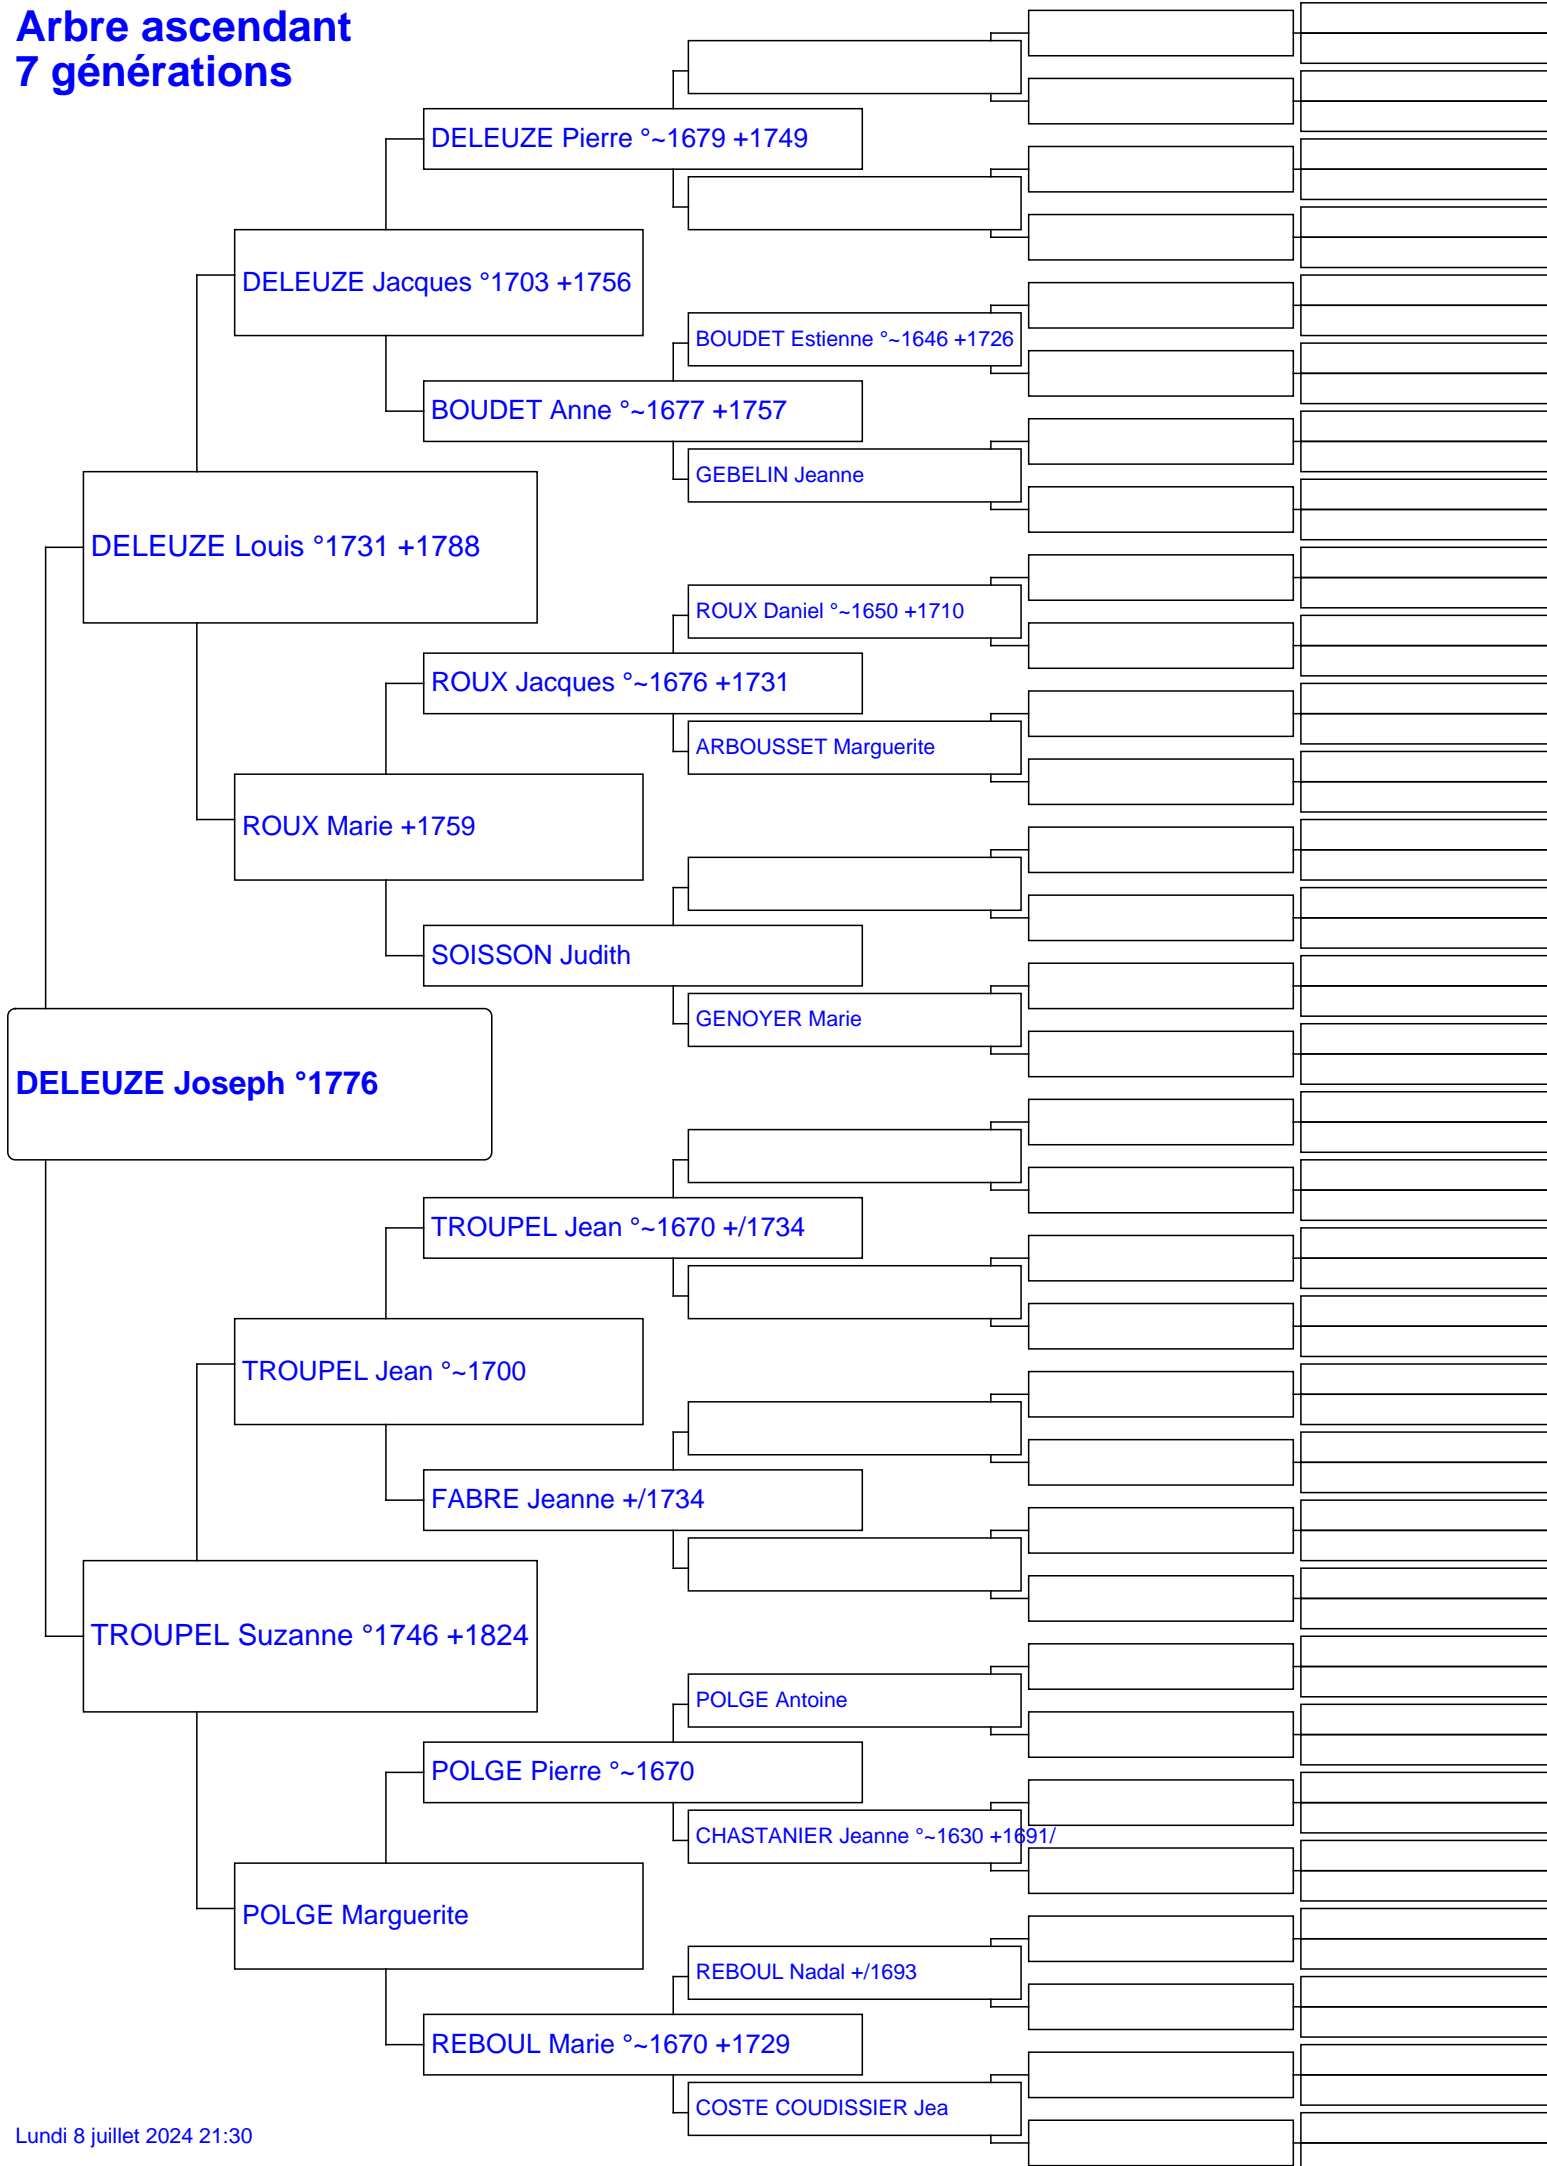 Arbre ascendant
7 générations
DELEUZE Pierre °~1679 +1749
DELEUZE Jacques °1703 +1756
BOUDET Estienne °~1646 +1726
BOUDET Anne °~1677 +1757
GEBELIN Jeanne
DELEUZE Louis °1731 +1788
ROUX Daniel °~1650 +1710
ROUX Jacques °~1676 +1731
ARBOUSSET Marguerite
ROUX Marie +1759
SOISSON Judith
GENOYER Marie
DELEUZE Joseph °1776
TROUPEL Jean °~1670 +/1734
TROUPEL Jean °~1700
FABRE Jeanne +/1734
TROUPEL Suzanne °1746 +1824
POLGE Antoine
POLGE Pierre °~1670
CHASTANIER Jeanne °~1630 +1691/
POLGE Marguerite
REBOUL Nadal +/1693
REBOUL Marie °~1670 +1729
COSTE COUDISSIER Jea
Lundi 8 juillet 2024 21:30